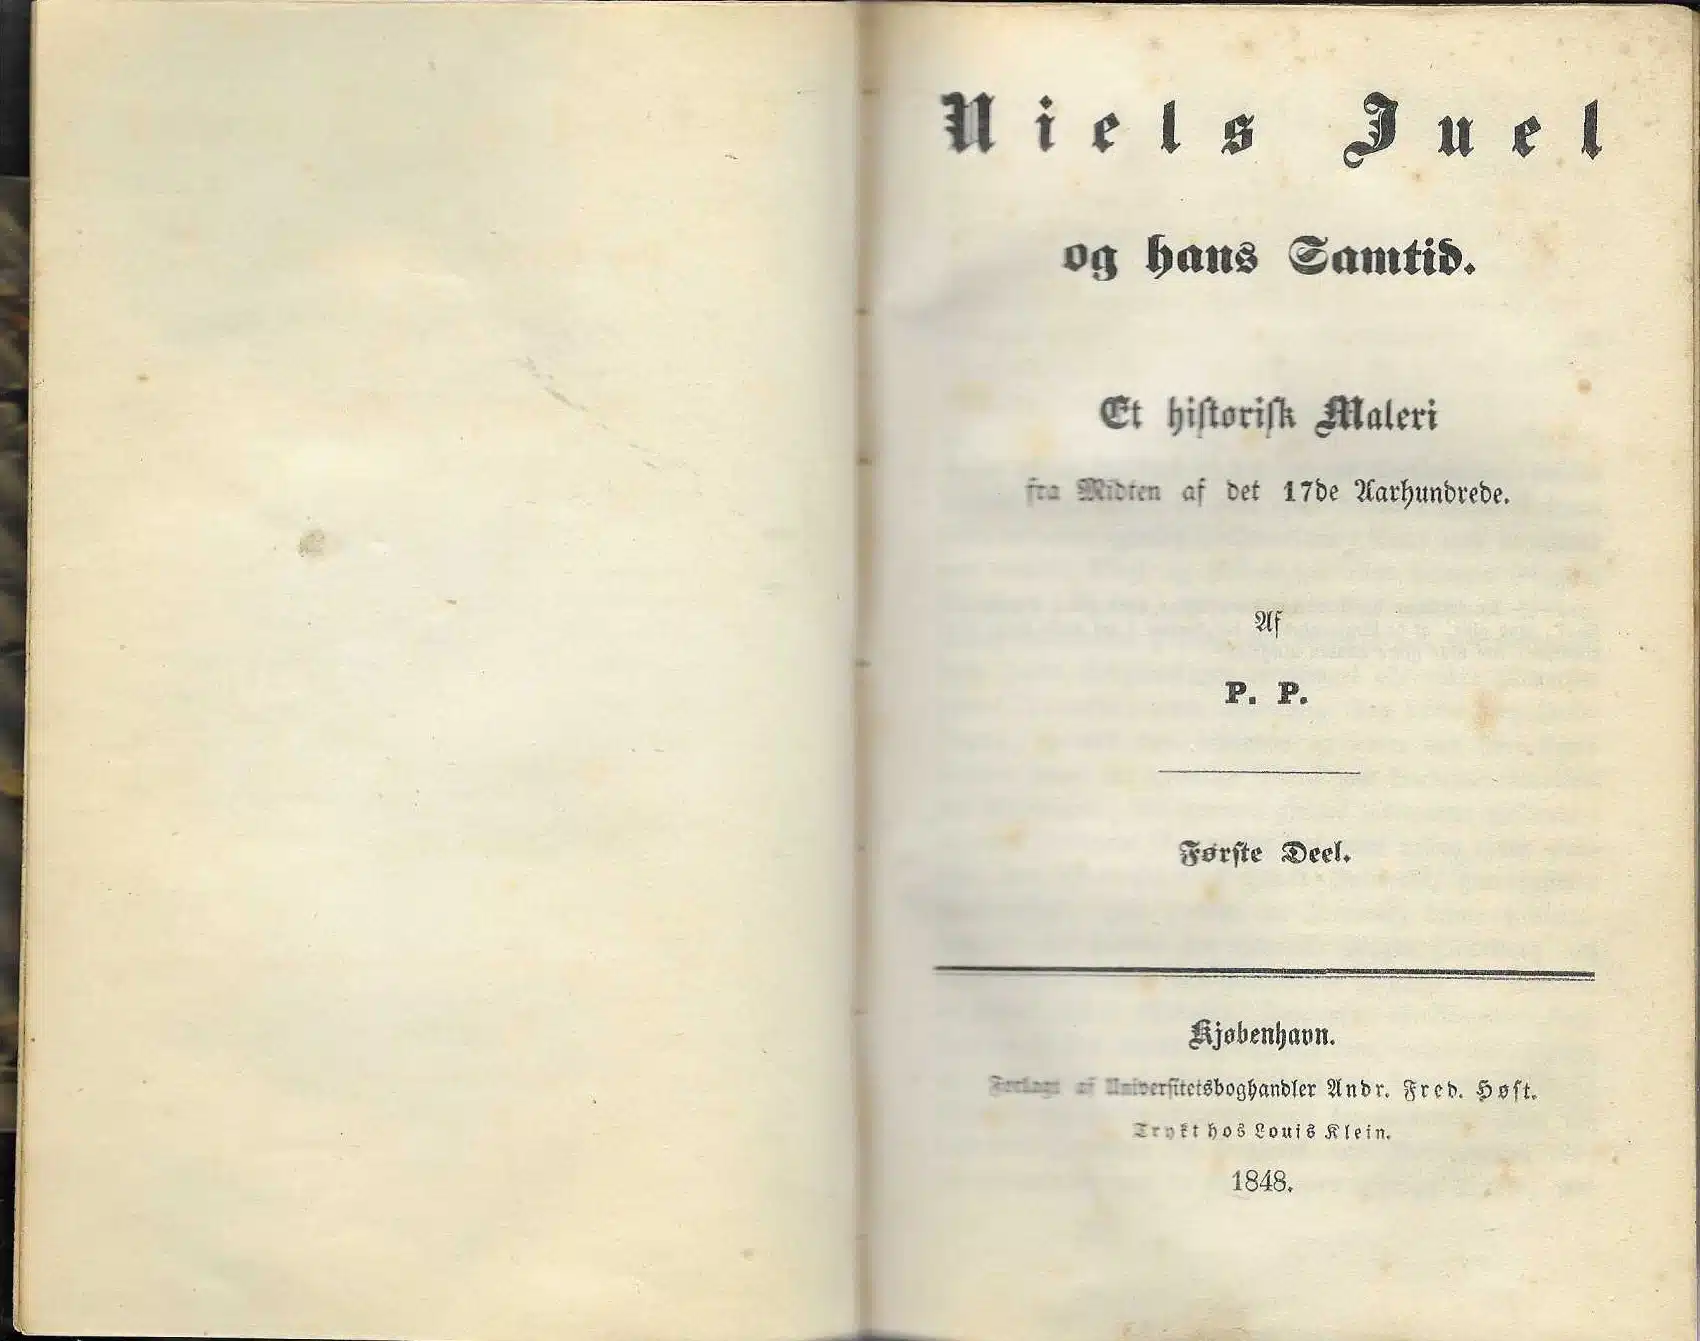 Niels Juel
og hans Samtid.
Et historisk Maleri
fra Midten af det 17de Aarhundrede.
Af
P. P.
Første Deel.
Kjøbenhavn.
Forlagt af Universitetsboghandler Andr. Fred. Høst.
Trykt hos Louis Klein.
1848.